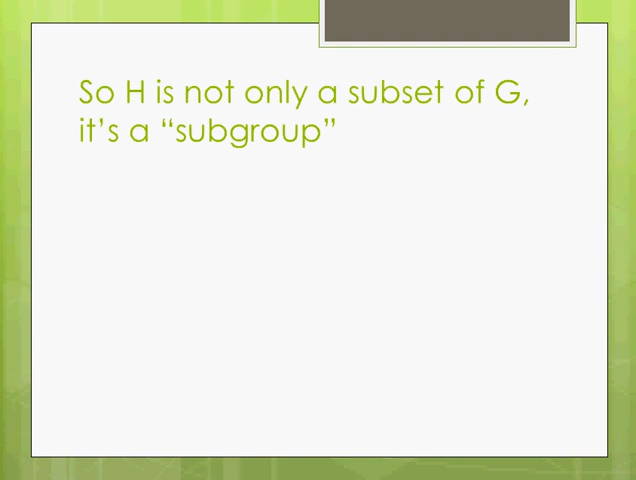 So H is not only a subset of G,
it’s a “subgroup”